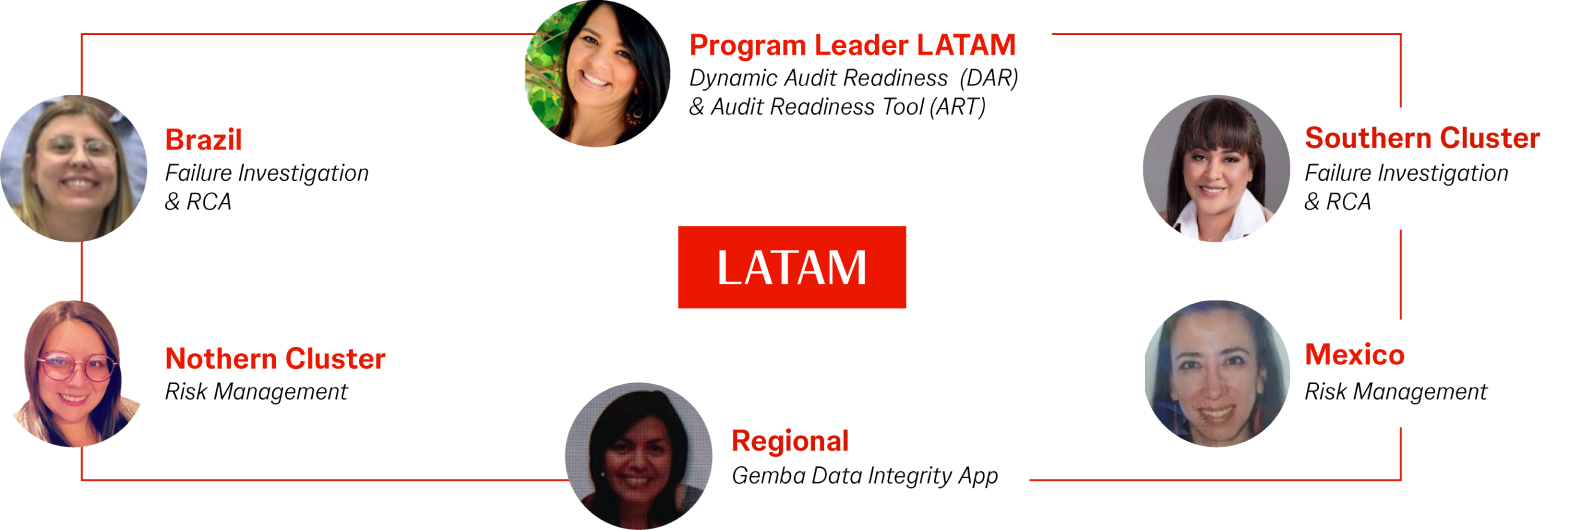 Program Leader LATAM
Dynamic Audit Readiness (DAR)
& Audit Readiness Tool (ART)
Brazil
Failure Investigation
& RCA
Southern Cluster
Failure Investigation
& RCA
LATAM
Nothern Cluster
Risk Management
Mexico
Risk Management
Regional
Gemba Data Integrity App